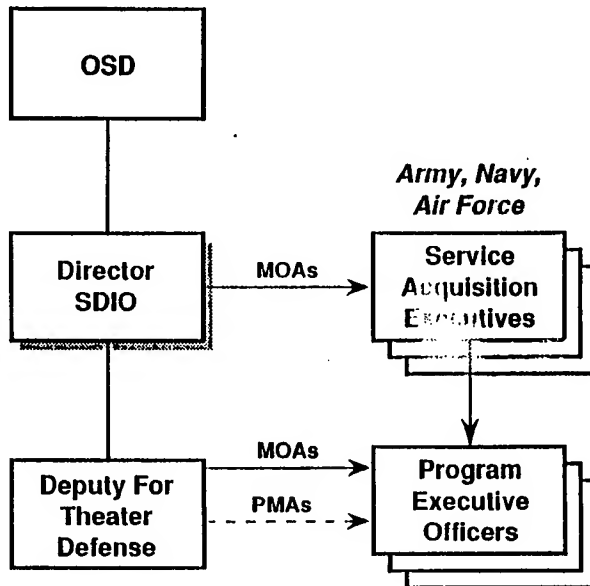 OSD
Army, Navy,
Air Force
Director
SDIO
MOAs
Service
Acquisition
Executives
MOAs
Deputy For
Theater
Defense
PMAs
Program
Executive
Officers